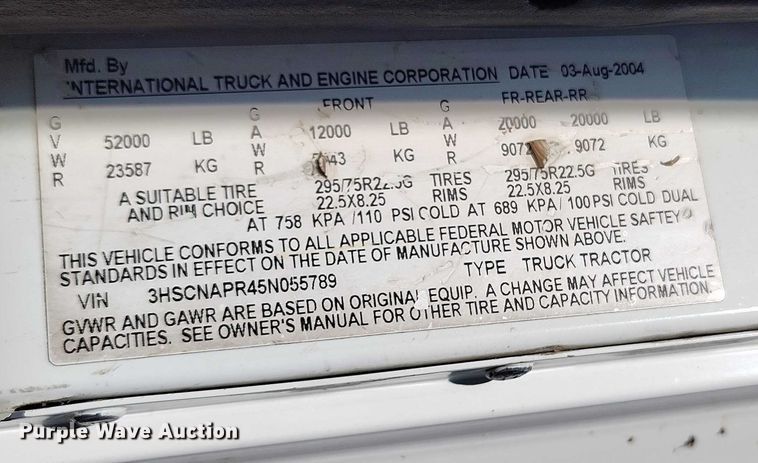 Mfd. By
INTERNATIONAL TRUCK AND ENGINE CORPORATION DATE 03-Aug-2004
FRONT FR-REAR-RR
GVWR 52000 LB GAWR 12000 LB GAWR 20000 20000 LB
23587 KG KG 9072 9072 KG
A SUITABLE TIRE 295/75R22.5G TIRES 295/75R22.5G TIRES
AND RIM CHOICE 22.5X8.25 RIMS 22.5X8.25 RIMS
AT 758 KPA /110 PSI COLD AT 689 KPA / 100PSI COLD DUAL
THIS VEHICLE CONFORMS TO ALL APPLICABLE FEDERAL MOTOR VEHICLE SAFTEY
STANDARDS IN EFFECT ON THE DATE OF MANUFACTURE SHOWN ABOVE.
VIN 3HSCNAPR45N055789 TYPE TRUCK TRACTOR
GVWR AND GAWR ARE BASED ON ORIGINAL EQUIP. A CHANGE MAY AFFECT VEHICLE
CAPACITIES. SEE OWNER'S MANUAL FOR OTHER TIRE AND CAPACITY INFORMATION.
Purple Wave Auction